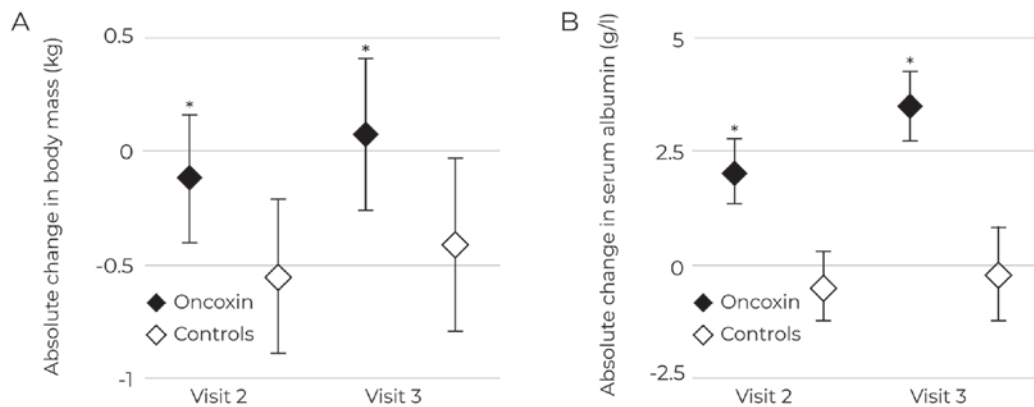 A
Absolute change in body mass (kg)
0.5
0
-0.5
-1
*
*
Oncoxin
Controls
Visit 2
Visit 3
B
Absolute change in serum albumin (g/l)
5
2.5
0
-2.5
*
*
Oncoxin
Controls
Visit 2
Visit 3